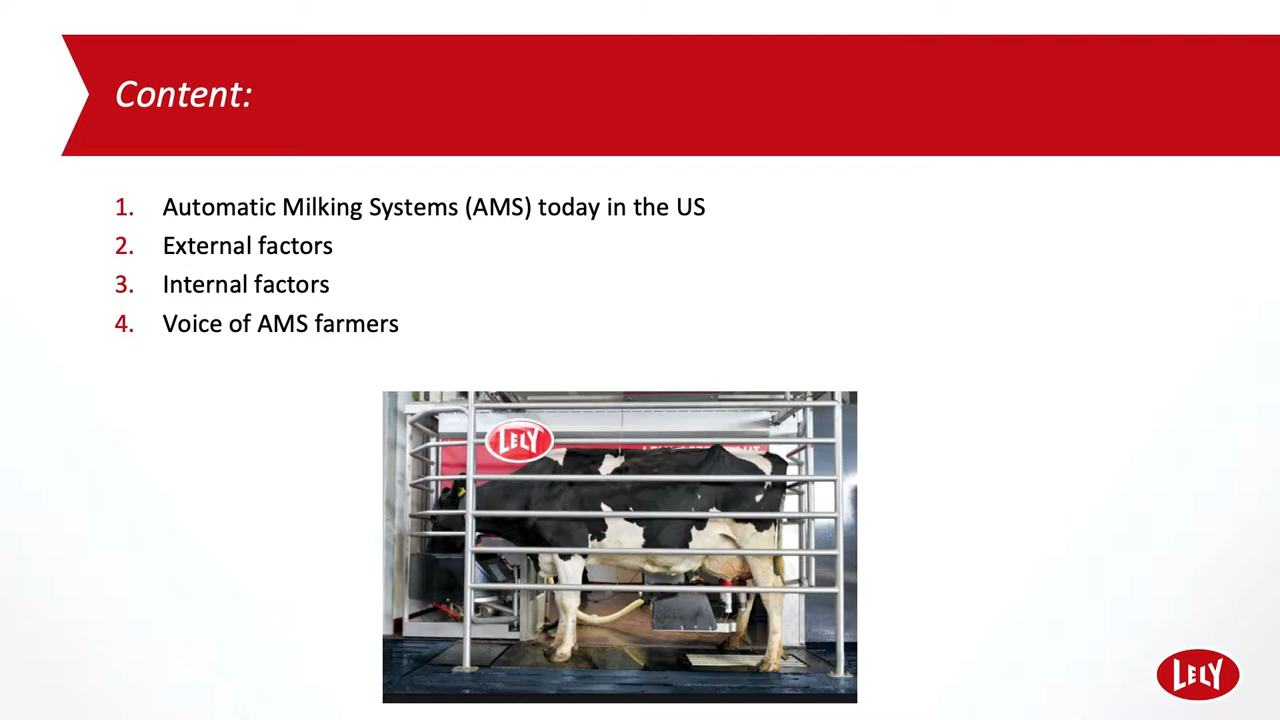 Content:
1. Automatic Milking Systems (AMS) today in the US
2. External factors
3. Internal factors
4. Voice of AMS farmers
LELY
LELY